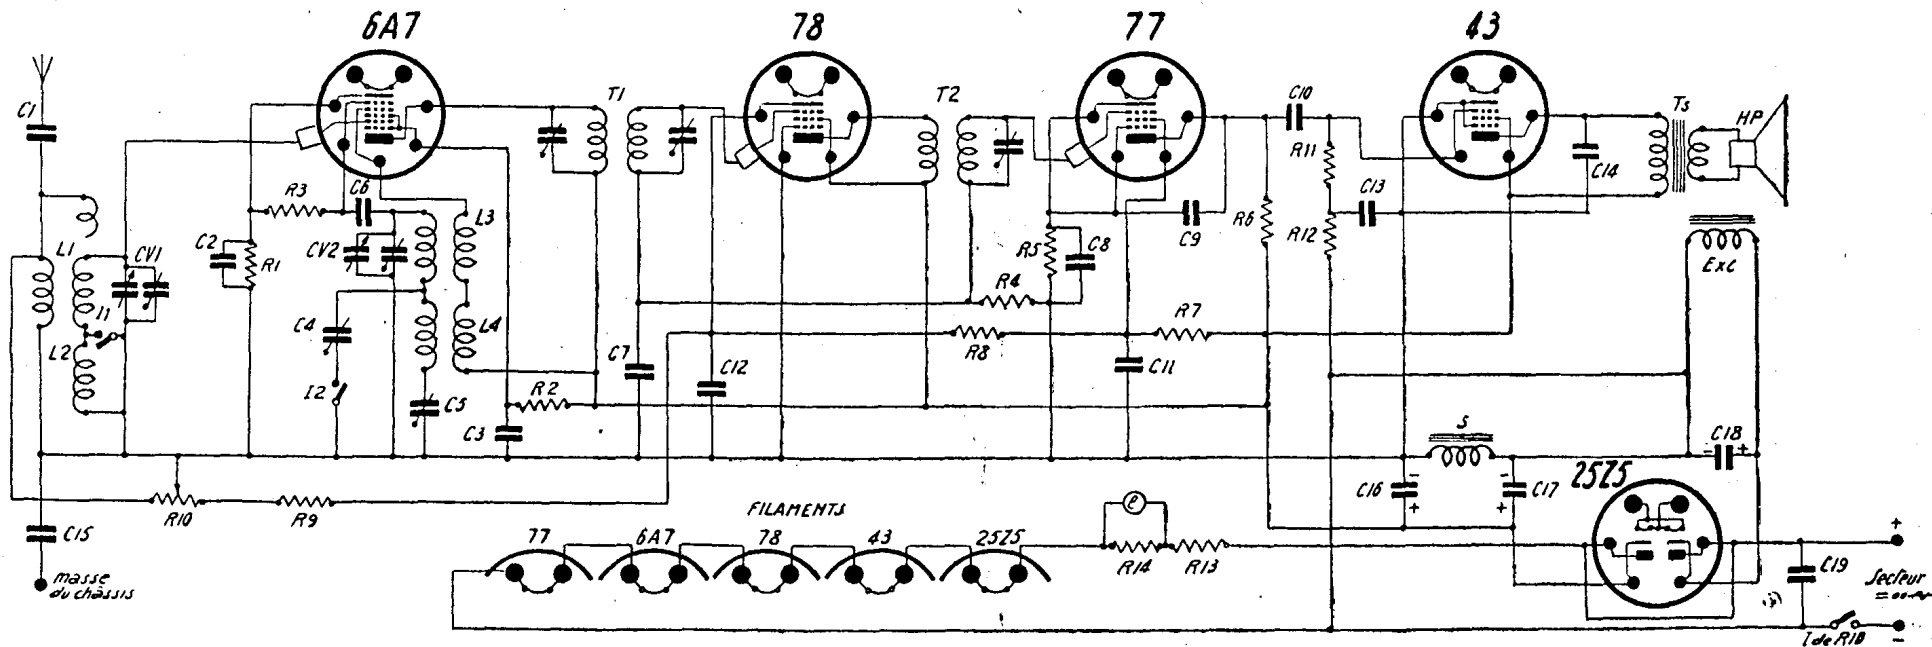 6A7
78
77
43
C1
T1
T2
C10
Ts
HP
R11
C14
R3
C6
C13
L3
R6
R12
C2
R1
CV2
C9
L1
CV1
R5
C8
Exc
R4
I1
C4
L4
R7
L2
R8
C7
C12
C11
I2
R2
C5
C3
S
C18
- +
25Z5
C16
-
+
C17
-
+
R10
R9
FILAMENTS
C15
77
6A7
78
43
25Z5
R14
R13
+
C19
Secteur
masse
du châssis
I de R10
-